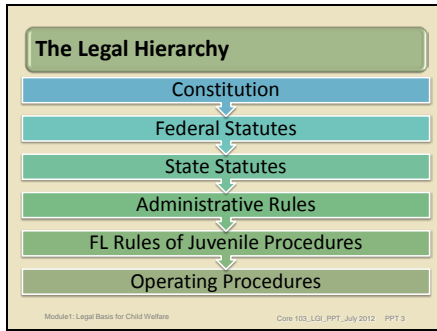 The Legal Hierarchy
Constitution
Federal Statutes
State Statutes
Administrative Rules
FL Rules of Juvenile Procedures
Operating Procedures
Module1: Legal Basis for Child Welfare
Core 103_LGI_PPT_July 2012 PPT 3